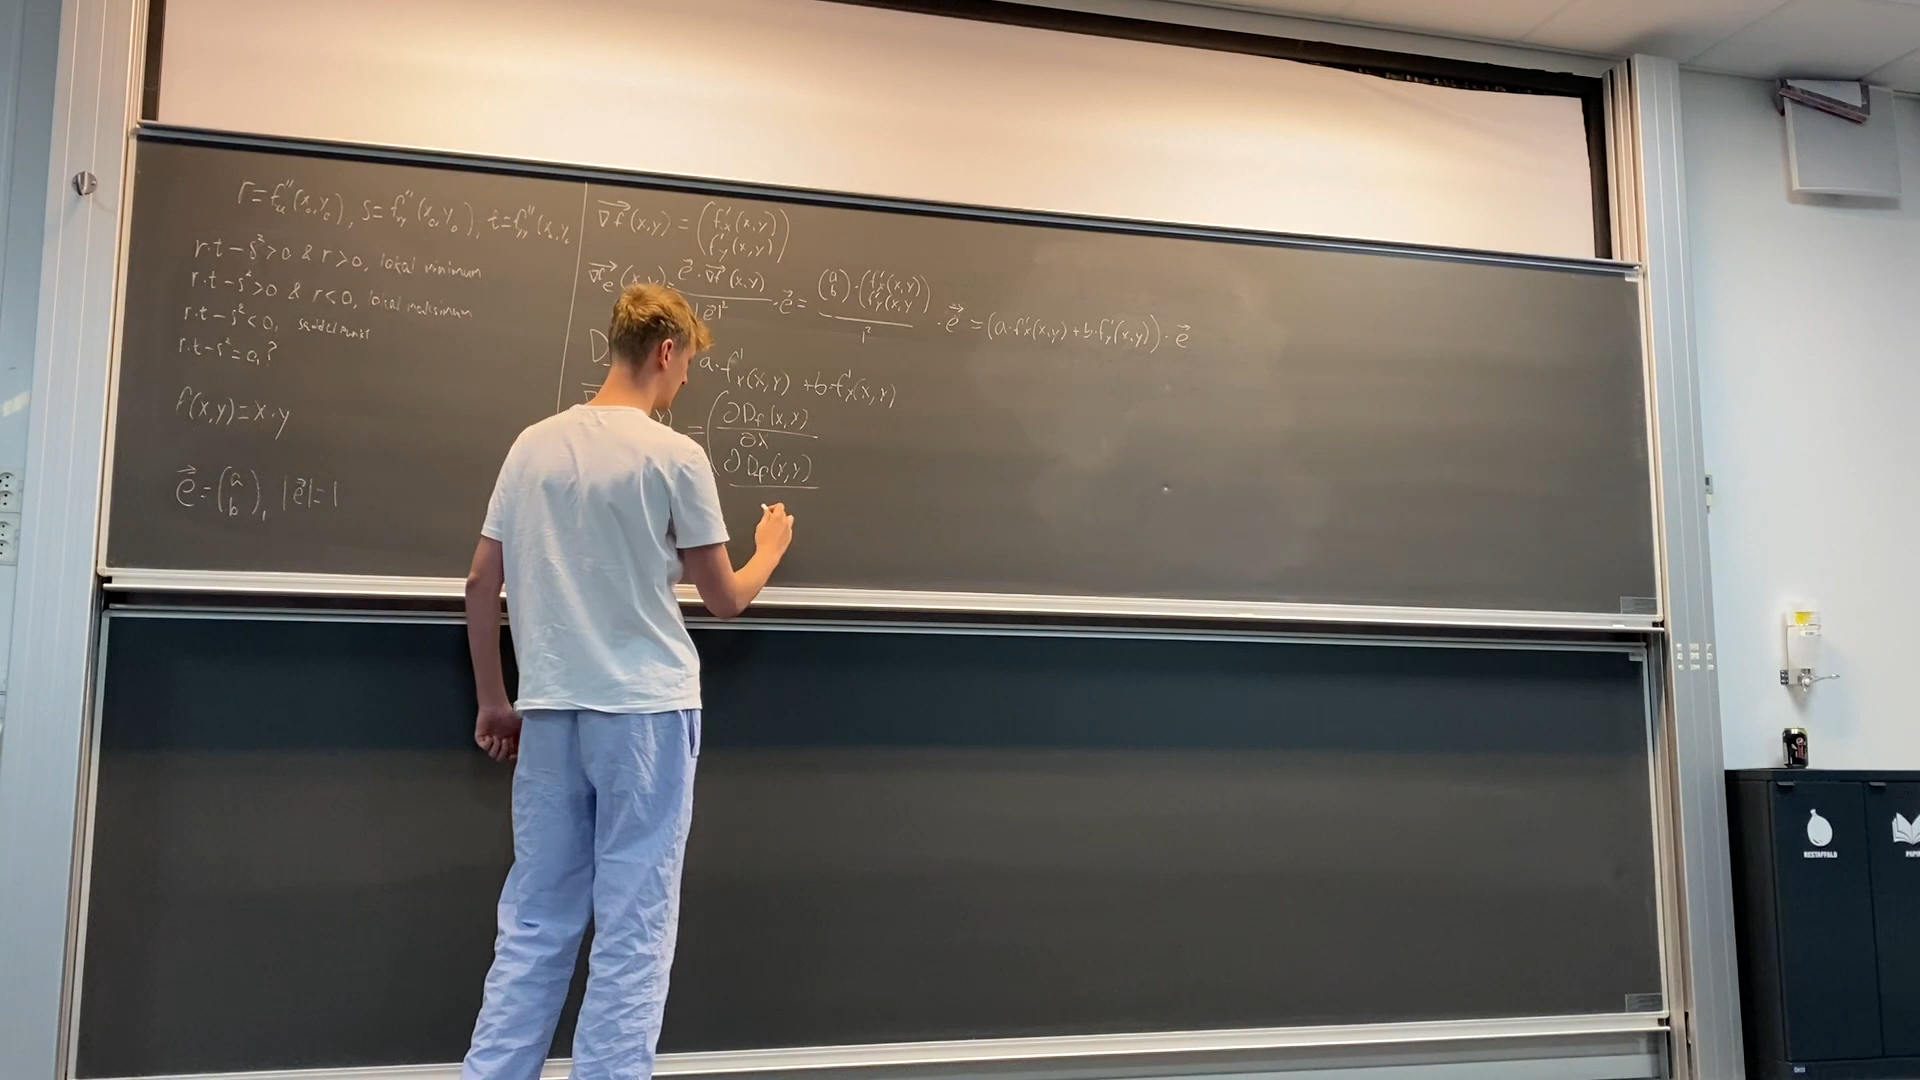 r = f''xx(x₀,y₀), s = f''xy(x₀,y₀), t = f''yy(x₀,y₀
r·t − s² > 0 & r > 0, lokal minimum
r·t − s² > 0 & r < 0, lokal maksimum
r·t − s² < 0, saddelpunkt
r·t − s² = 0, ?
f(x,y) = x·y
e⃗ = (a b), |e⃗| = 1
∇f⃗(x,y) = (f'x(x,y) f'y(x,y))
∇f⃗e (x,y) = e⃗ · ∇f⃗(x,y) / |e⃗|² · e⃗ = (a b) · (f'x(x,y) f'y(x,y) / 1² · e⃗ = (a·f'x(x,y) + b·f'y(x,y)) · e⃗
D a·f'x(x,y) + b·f'x(x,y)
y) = (∂Df(x,y) / ∂x
∂Df(x,y)
RESTAFFALD